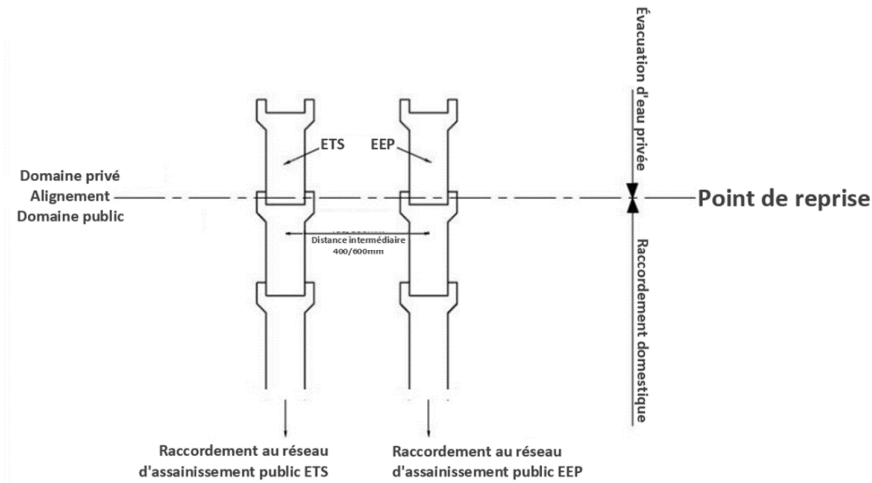 Évacuation d'eau privée
ETS
EEP
Domaine privé
Alignement
Domaine public
Point de reprise
Distance intermédiaire
400/600mm
Raccordement domestique
Raccordement au réseau
d'assainissement public ETS
Raccordement au réseau
d'assainissement public EEP